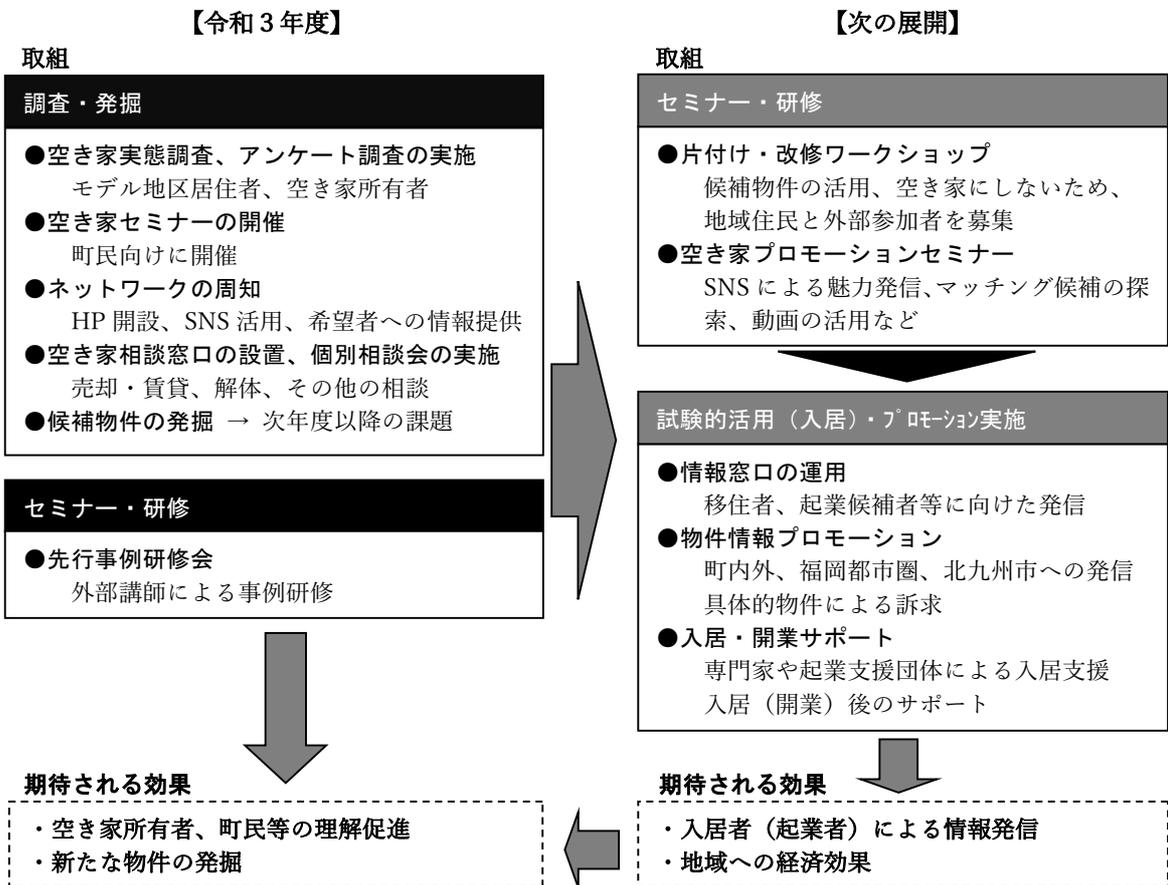 【令和３年度】
取組
調査・発掘
●空き家実態調査、アンケート調査の実施
モデル地区居住者、空き家所有者
●空き家セミナーの開催
町民向けに開催
●ネットワークの周知
HP 開設、SNS 活用、希望者への情報提供
●空き家相談窓口の設置、個別相談会の実施
売却・賃貸、解体、その他の相談
●候補物件の発掘 → 次年度以降の課題
セミナー・研修
●先行事例研修会
外部講師による事例研修
期待される効果
・空き家所有者、町民等の理解促進
・新たな物件の発掘
【次の展開】
取組
セミナー・研修
●片付け・改修ワークショップ
候補物件の活用、空き家にしないため、
地域住民と外部参加者を募集
●空き家プロモーションセミナー
SNS による魅力発信、マッチング候補の探
索、動画の活用など
試験的活用（入居）・ﾌﾟﾛﾓｰｼｮﾝ実施
●情報窓口の運用
移住者、起業候補者等に向けた発信
●物件情報プロモーション
町内外、福岡都市圏、北九州市への発信
具体的物件による訴求
●入居・開業サポート
専門家や起業支援団体による入居支援
入居（開業）後のサポート
期待される効果
・入居者（起業者）による情報発信
・地域への経済効果